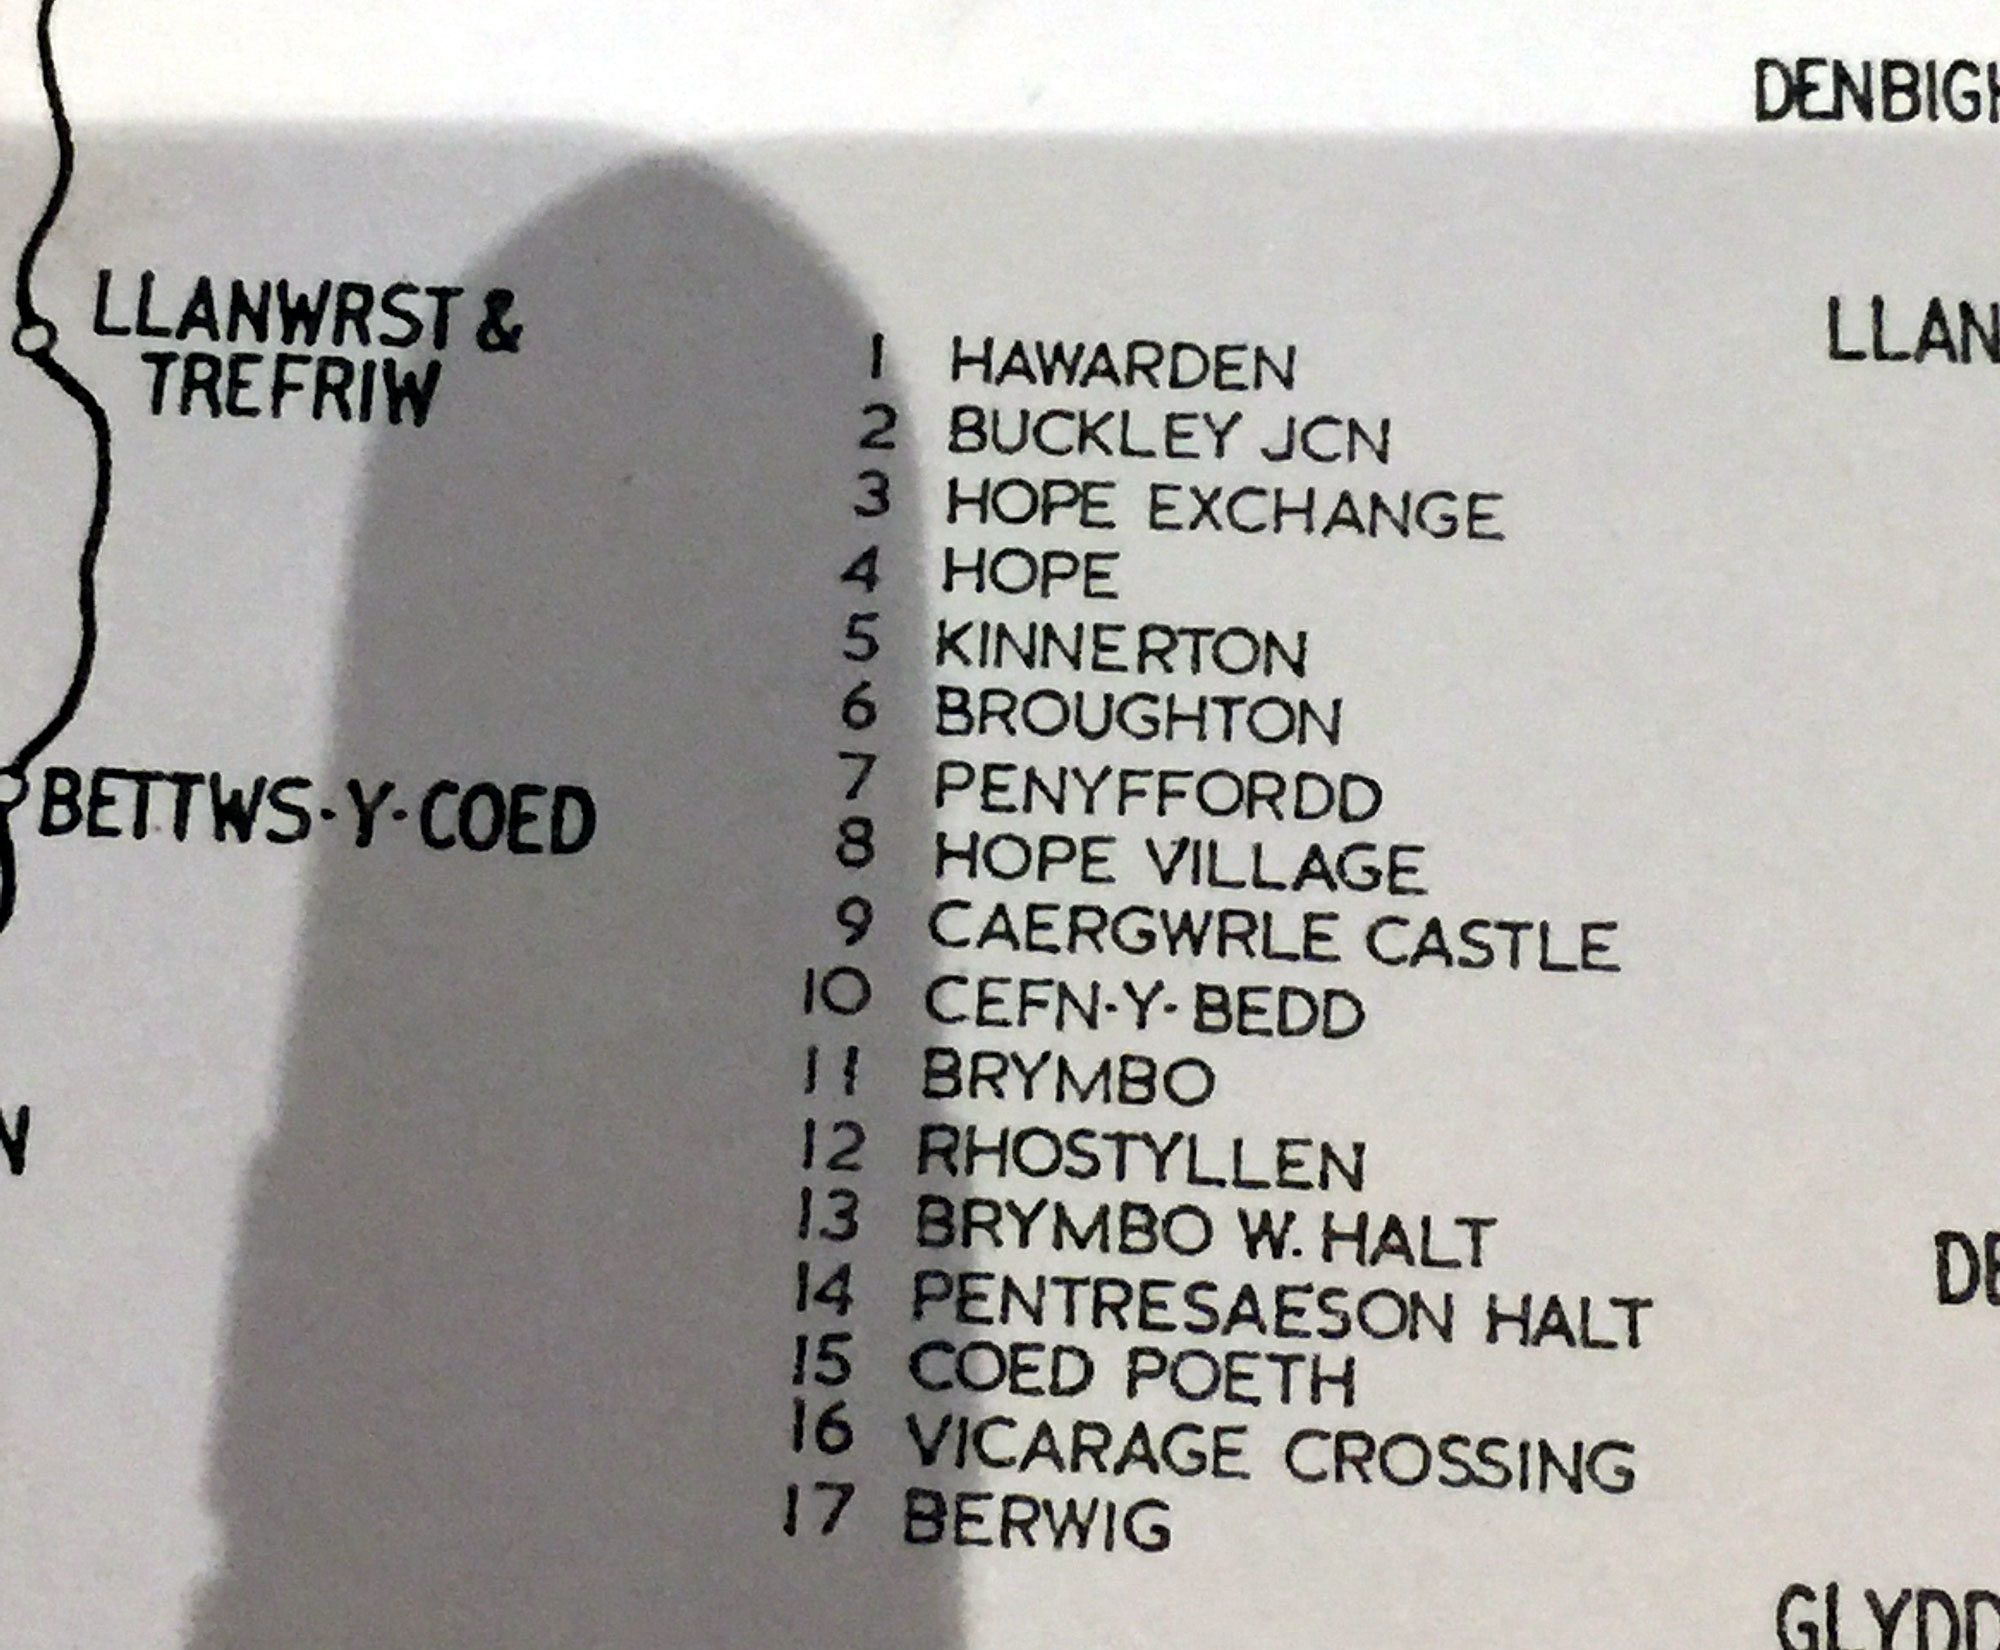 DENBIGH
LLANWRST &
TREFRIW
LLAN
1 HAWARDEN
2 BUCKLEY JCN
3 HOPE EXCHANGE
4 HOPE
5 KINNERTON
6 BROUGHTON
7 PENYFFORDD
BETTWS·Y·COED
8 HOPE VILLAGE
9 CAERGWRLE CASTLE
10 CEFN·Y·BEDD
11 BRYMBO
N
12 RHOSTYLLEN
13 BRYMBO W. HALT
DE
14 PENTRESAESON HALT
15 COED POETH
16 VICARAGE CROSSING
17 BERWIG
GLYDD